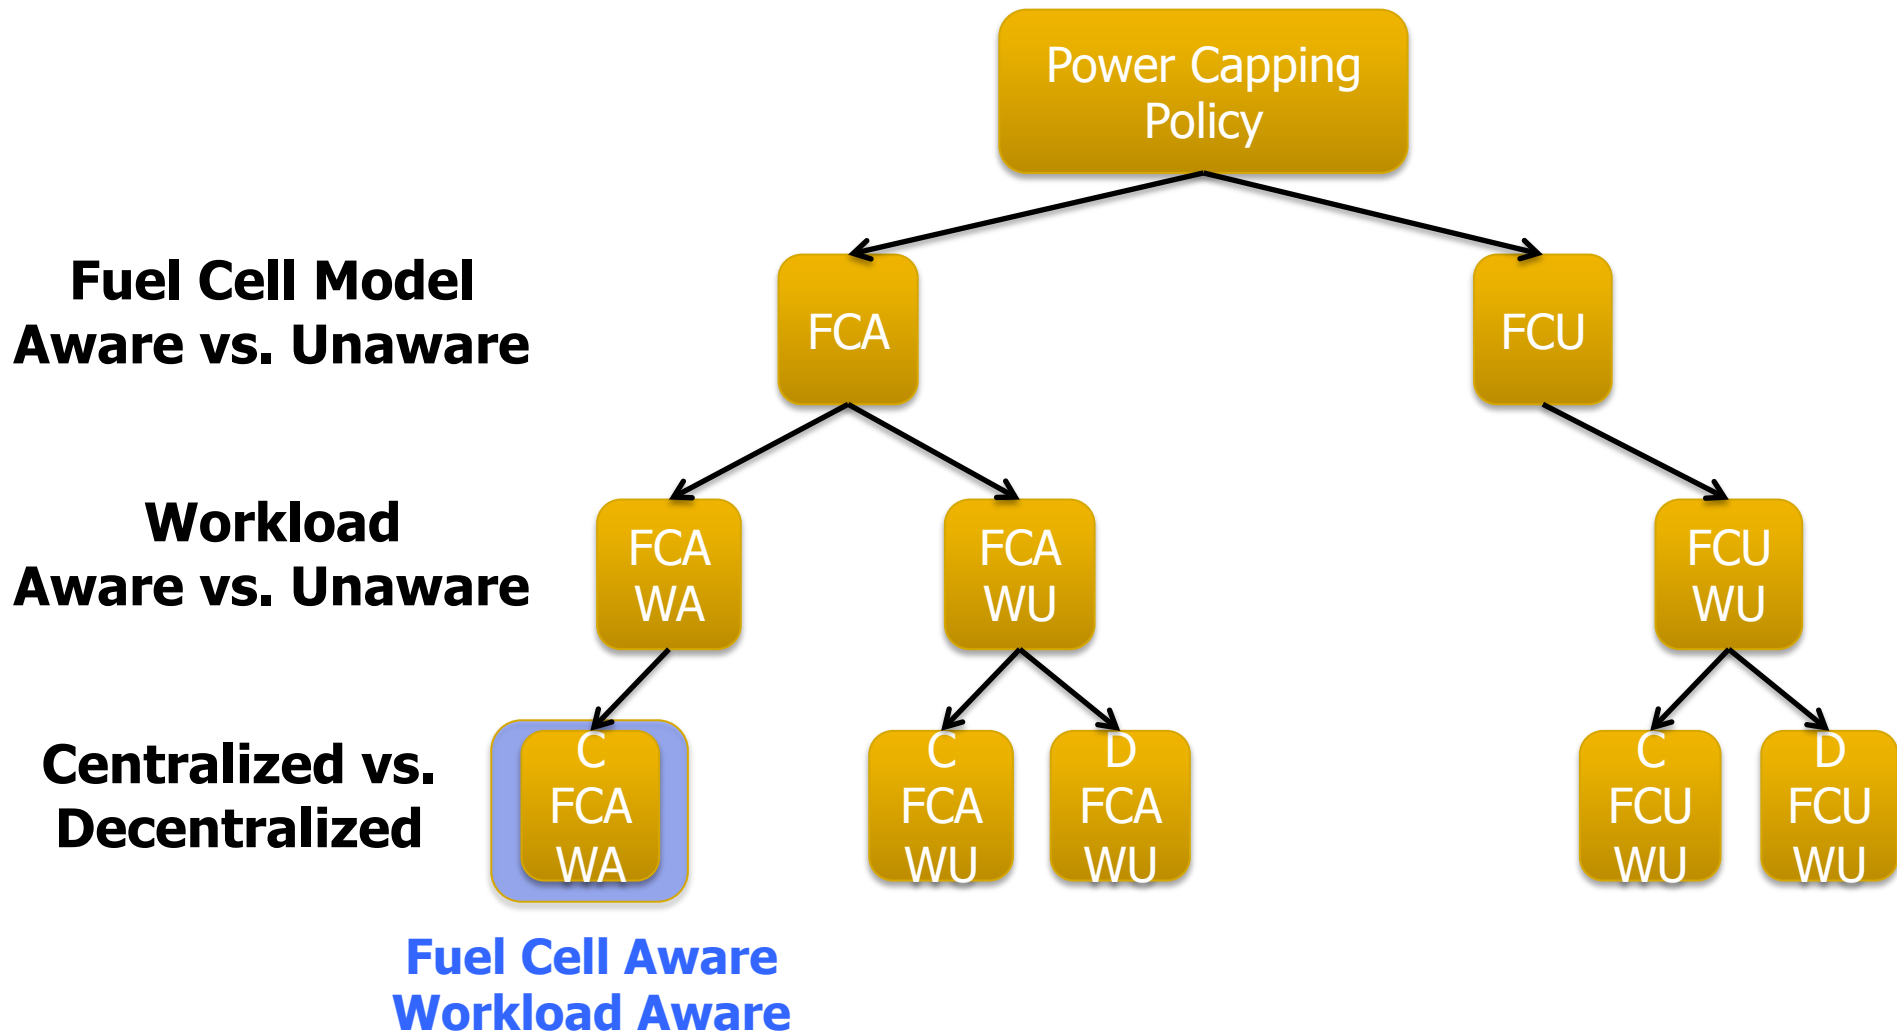 Power Capping
Policy
Fuel Cell Model
Aware vs. Unaware
FCA
FCU
Workload
Aware vs. Unaware
FCA
WA
FCA
WU
FCU
WU
Centralized vs.
Decentralized
C
FCA
WA
C
FCA
WU
D
FCA
WU
C
FCU
WU
D
FCU
WU
Fuel Cell Aware
Workload Aware